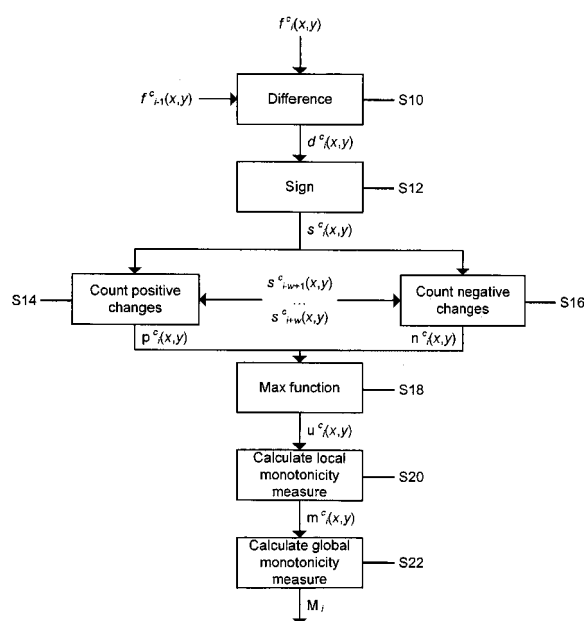 f^c_i(x,y)
f^c_{i-1}(x,y)
Difference
S10
d^c_i(x,y)
Sign
S12
s^c_i(x,y)
S14
Count positive
changes
s^c_{i-w+1}(x,y)
...
s^c_{i+w}(x,y)
Count negative
changes
S16
p^c_i(x,y)
n^c_i(x,y)
Max function
S18
u^c_i(x,y)
Calculate local
monotonicity
measure
S20
m^c_i(x,y)
Calculate global
monotonicity
measure
S22
M_i